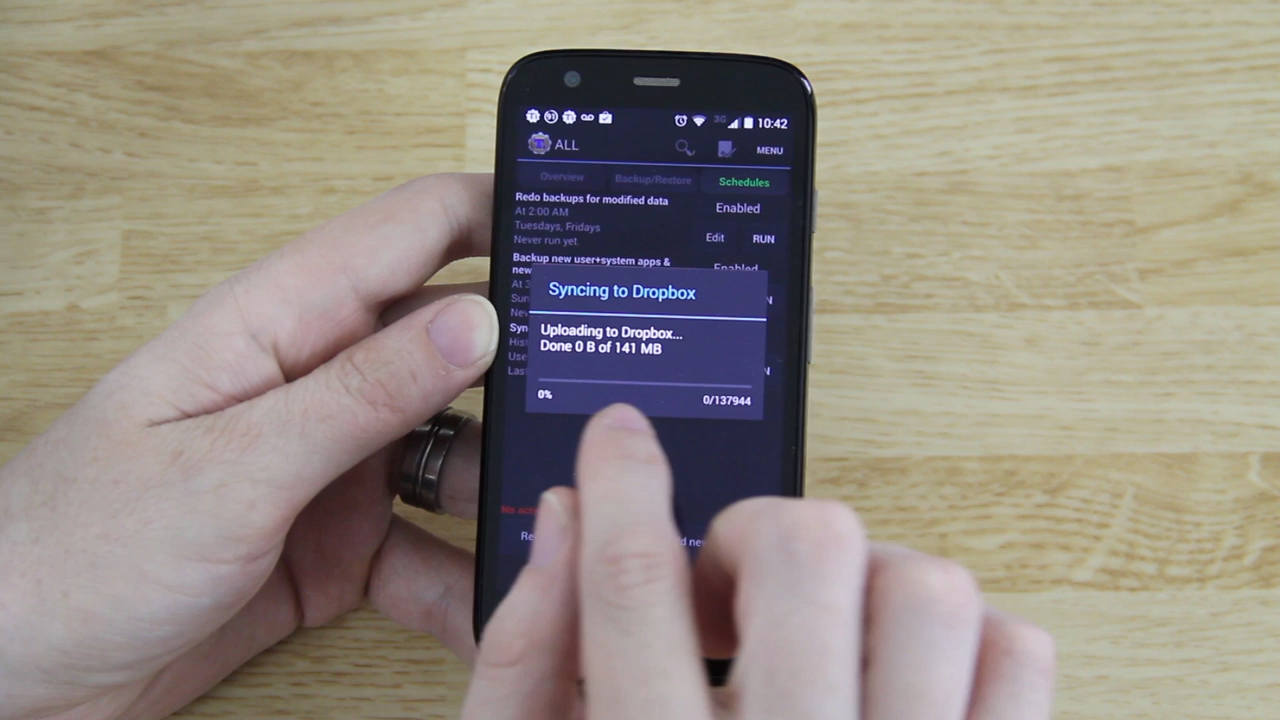 91
3G
10:42
ALL
MENU
Overview
Backup/Restore
Schedules
Redo backups for modified data
Enabled
At 2:00 AM
Tuesdays, Fridays
Edit
RUN
Never run yet.
Backup new user+system apps &
Enabled
new
Syncing to Dropbox
Uploading to Dropbox...
Done 0 B of 141 MB
0%
0/137944
No